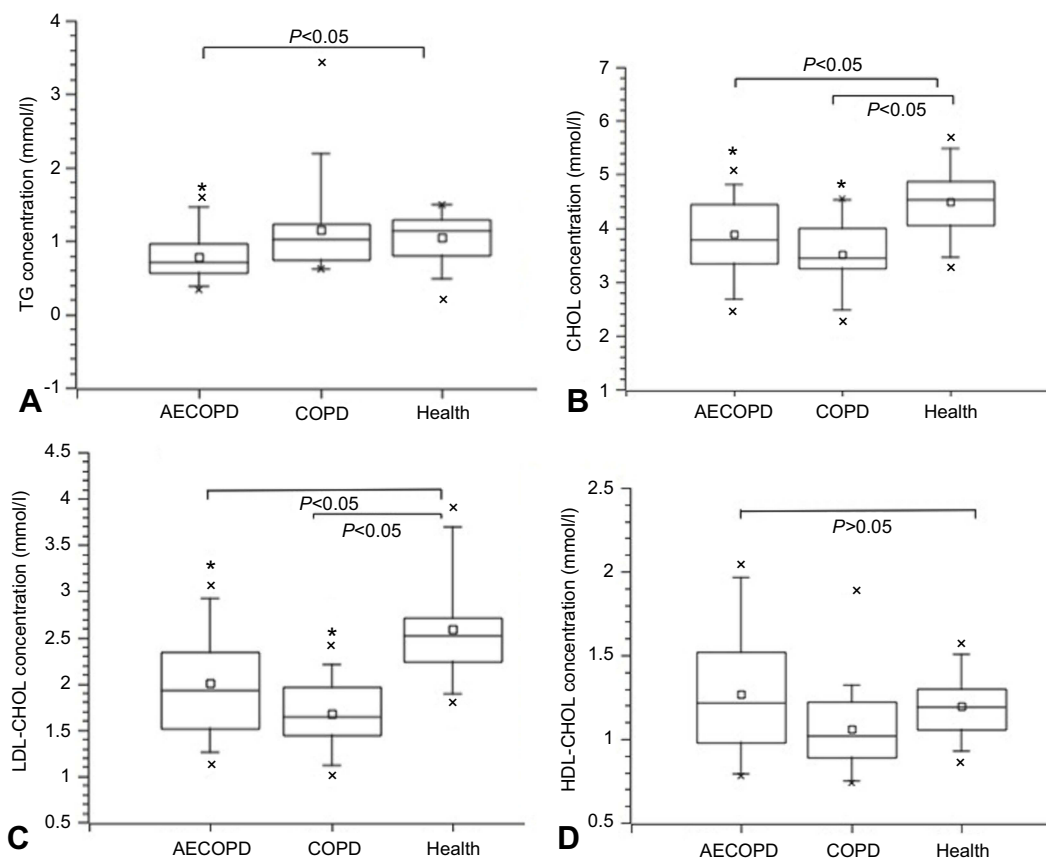 4
P<0.05
3
2
1
0
-1
TG concentration (mmol/l)
*
A
AECOPD COPD Health
7
P<0.05
P<0.05
6
5
4
3
2
1
CHOL concentration (mmol/l)
* *
B
AECOPD COPD Health
4.5
P<0.05
P<0.05
4
3.5
3
2.5
2
1.5
1
0.5
LDL-CHOL concentration (mmol/l)
* *
C
AECOPD COPD Health
2.5
P>0.05
2
1.5
1
0.5
HDL-CHOL concentration (mmol/l)
D
AECOPD COPD Health